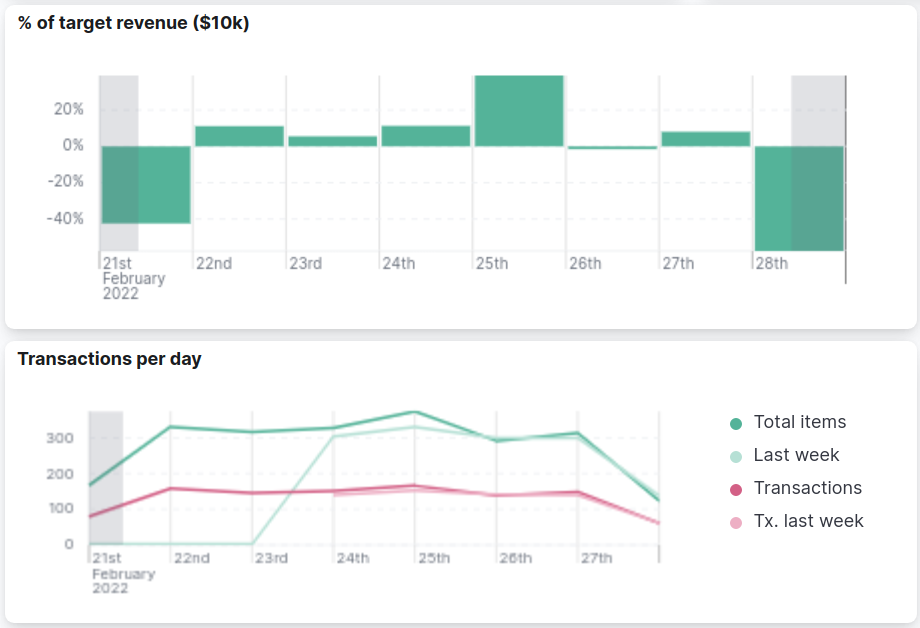 % of target revenue ($10k)
20%
0%
-20%
-40%
21st 22nd 23rd 24th 25th 26th 27th 28th
February
2022
Transactions per day
300
200
100
0
21st 22nd 23rd 24th 25th 26th 27th
February
2022
Total items
Last week
Transactions
Tx. last week